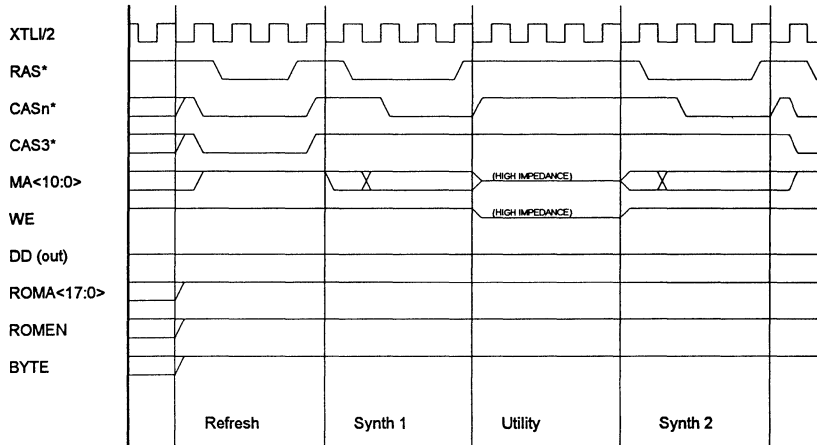 XTLI/2
RAS*
CASn*
CAS3*
MA<10:0>
(HIGH IMPEDANCE)
WE
(HIGH IMPEDANCE)
DD (out)
ROMA<17:0>
ROMEN
BYTE
Refresh Synth 1 Utility Synth 2